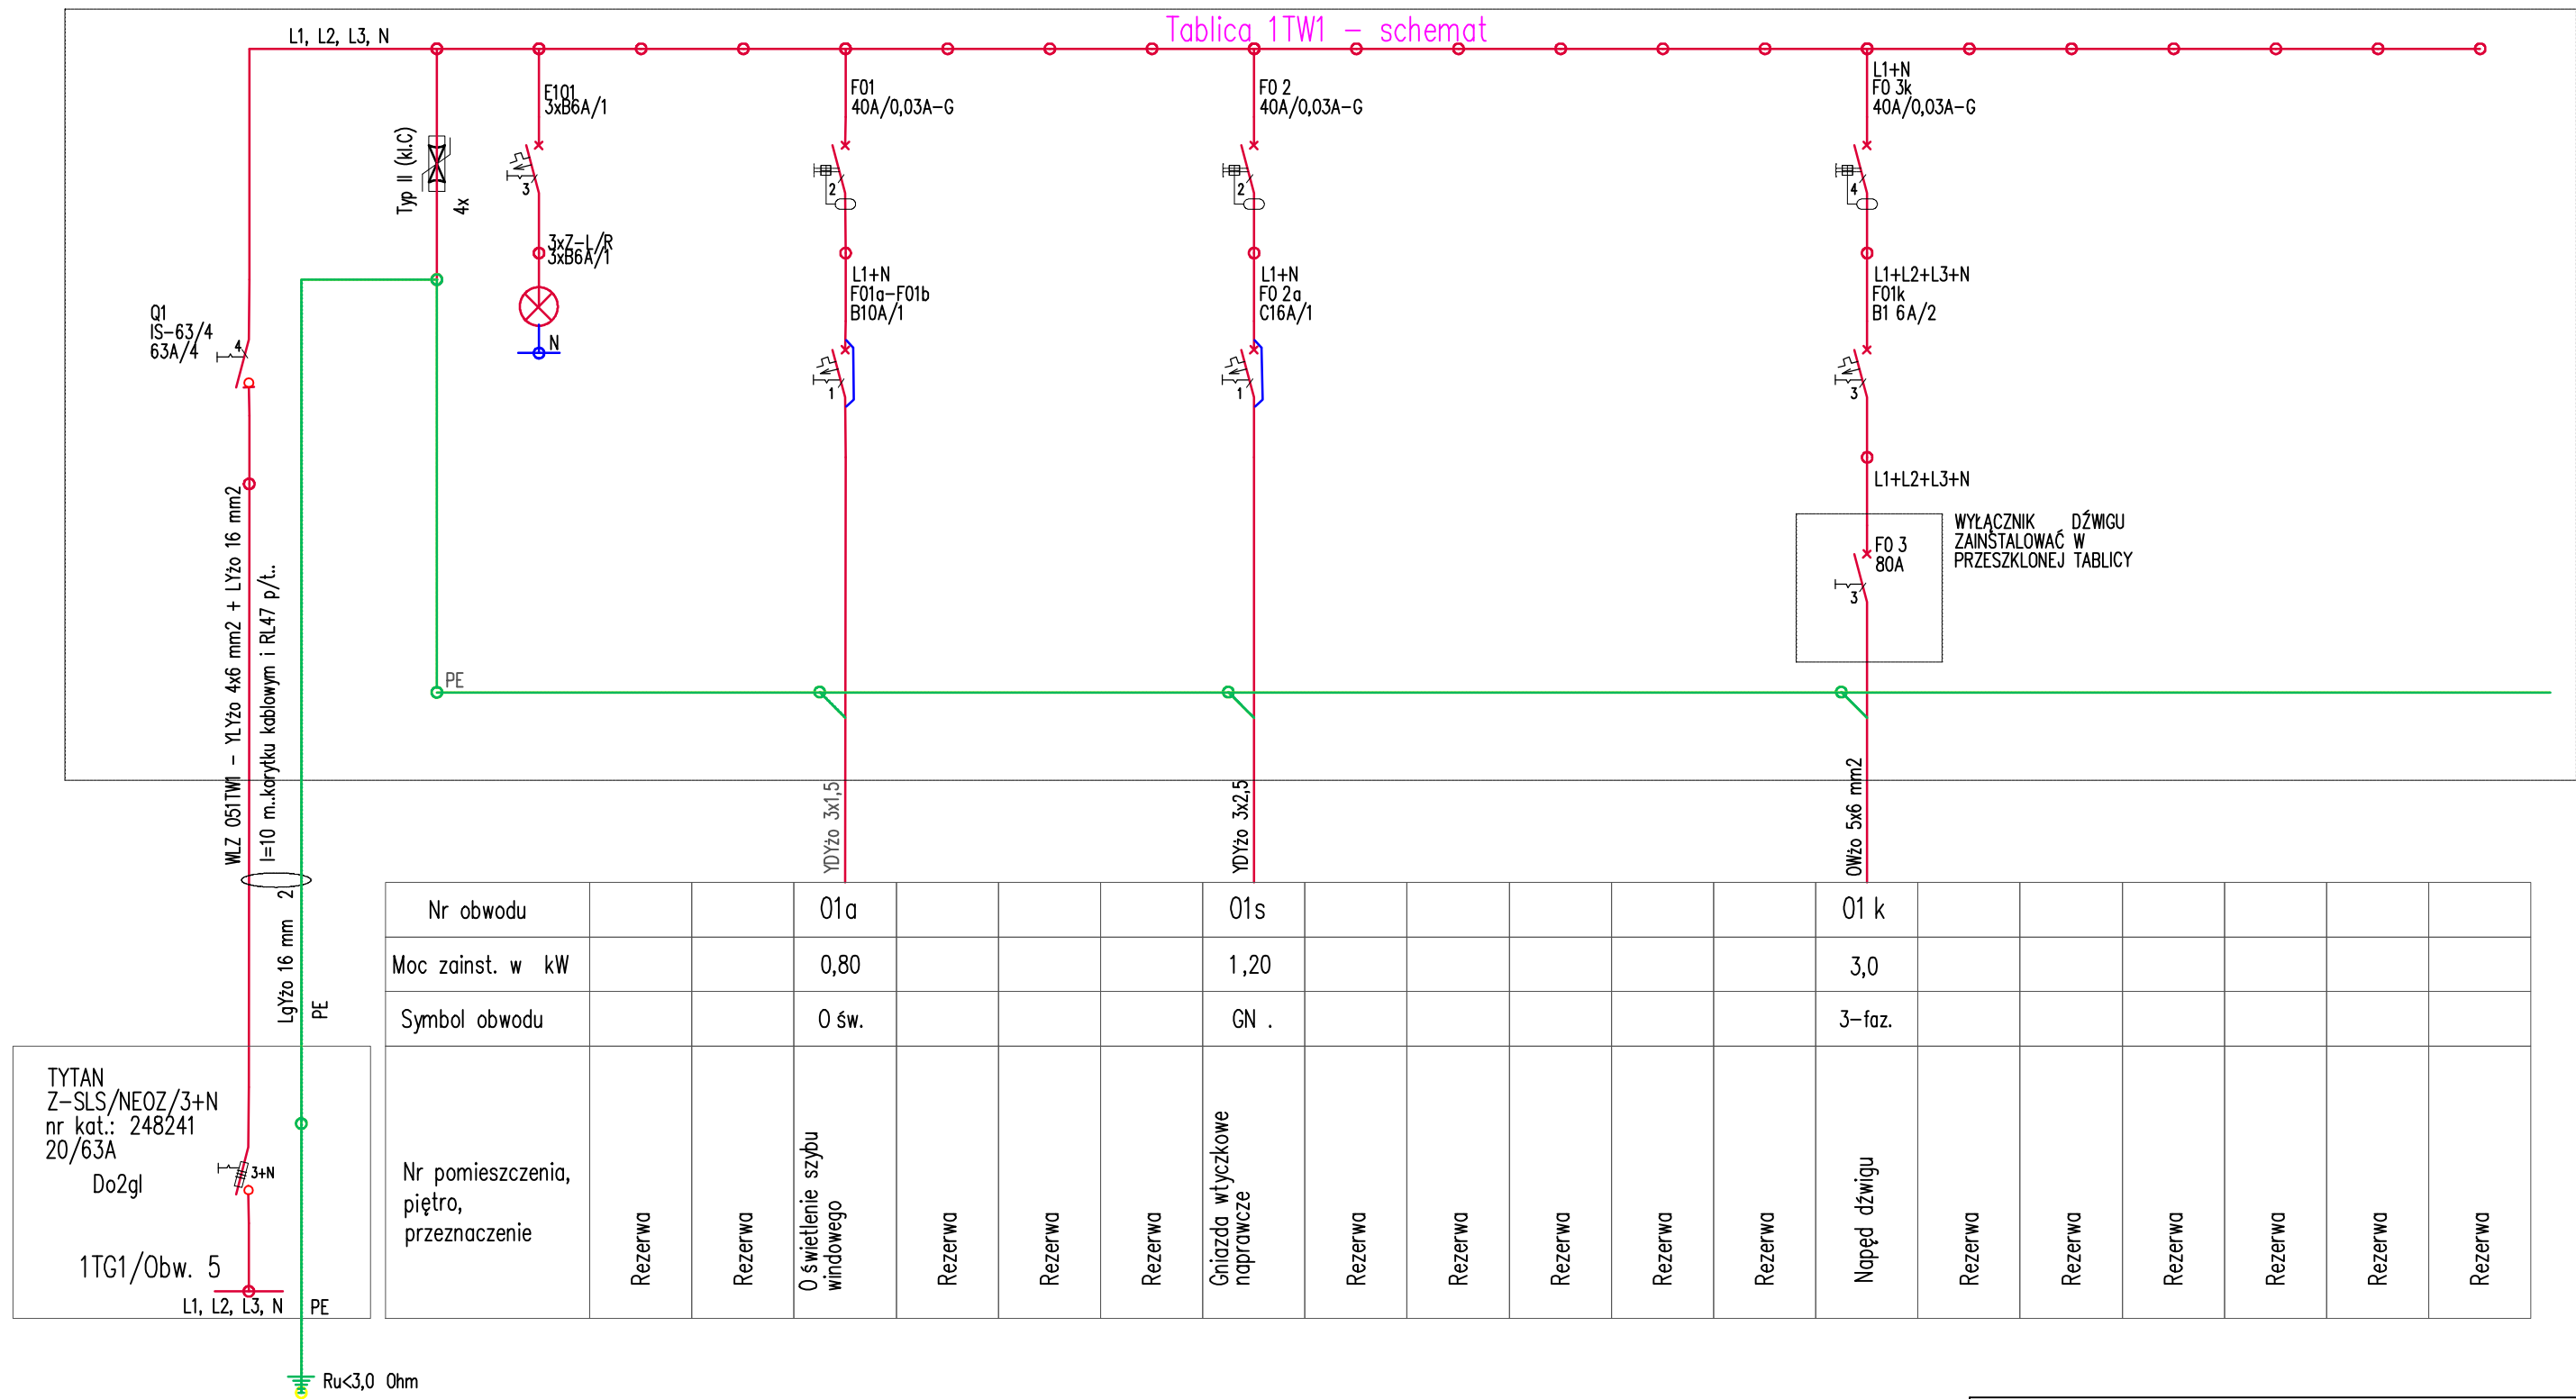 Tablica 1TW1 - schemat
L1, L2, L3, N
Typ II (kl.C)
4x
E101
3xB6A/1
3
3xZ-L/R
3xB6A/1
N
F01
40A/0,03A-G
2
L1+N
F01a-F01b
B10A/1
1
F0 2
40A/0,03A-G
2
L1+N
F0 2a
C16A/1
1
L1+N
F0 3k
40A/0,03A-G
4
L1+L2+L3+N
F01k
B1 6A/2
3
L1+L2+L3+N
F0 3
80A
3
WYŁĄCZNIK DŹWIGU
ZAINSTALOWAĆ W
PRZESZKLONEJ TABLICY
Q1
IS-63/4
63A/4
4
PE
WLZ 051TW1 - YLYżo 4x6 mm2 + LYżo 16 mm2
l=10 m..korytku kablowym i RL47 p/t..
LgYżo 16 mm 2
PE
YDYżo 3x1,5
YDYżo 3x2,5
OWżo 5x6 mm2
Nr obwodu 01a 01s 01 k
Moc zainst. w kW 0,80 1,20 3,0
Symbol obwodu O św. GN . 3-faz.
Nr pomieszczenia,
piętro,
przeznaczenie
Rezerwa
Rezerwa
O świetlenie szybu
windowego
Rezerwa
Rezerwa
Rezerwa
Gniazda wtyczkowe
naprawcze
Rezerwa
Rezerwa
Rezerwa
Rezerwa
Rezerwa
Napęd dźwigu
Rezerwa
Rezerwa
Rezerwa
Rezerwa
Rezerwa
Rezerwa
TYTAN
Z-SLS/NEOZ/3+N
nr kat.: 248241
20/63A
Do2gl
3+N
1TG1/Obw. 5
L1, L2, L3, N
PE
Ru<3,0 Ohm